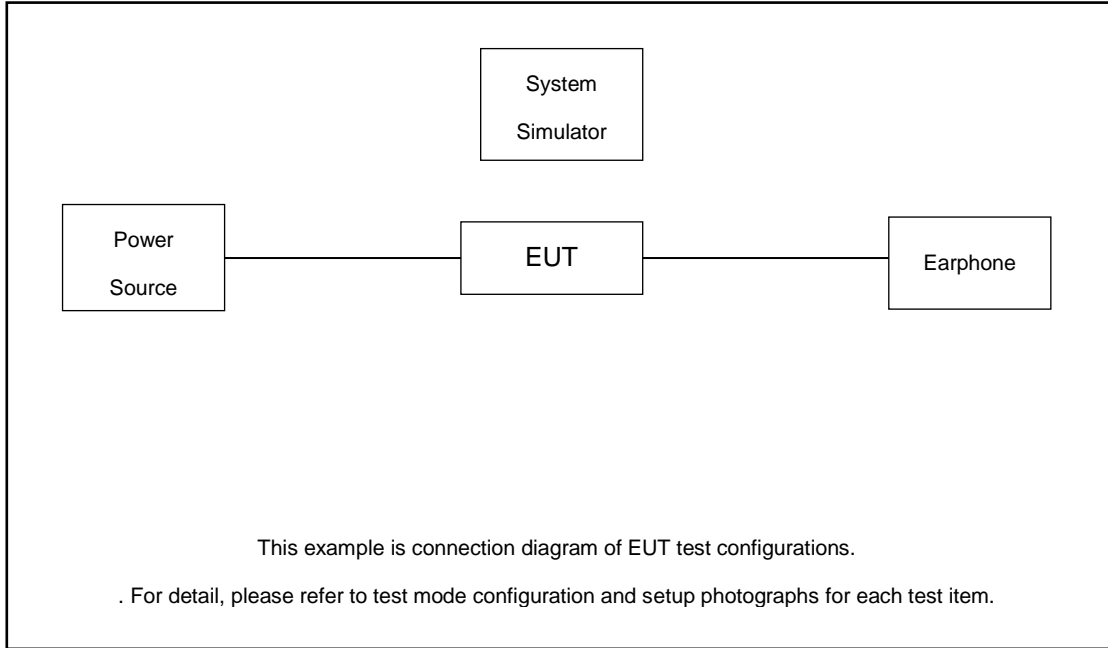 System
Simulator
Power
Source
EUT
Earphone
This example is connection diagram of EUT test configurations.
. For detail, please refer to test mode configuration and setup photographs for each test item.